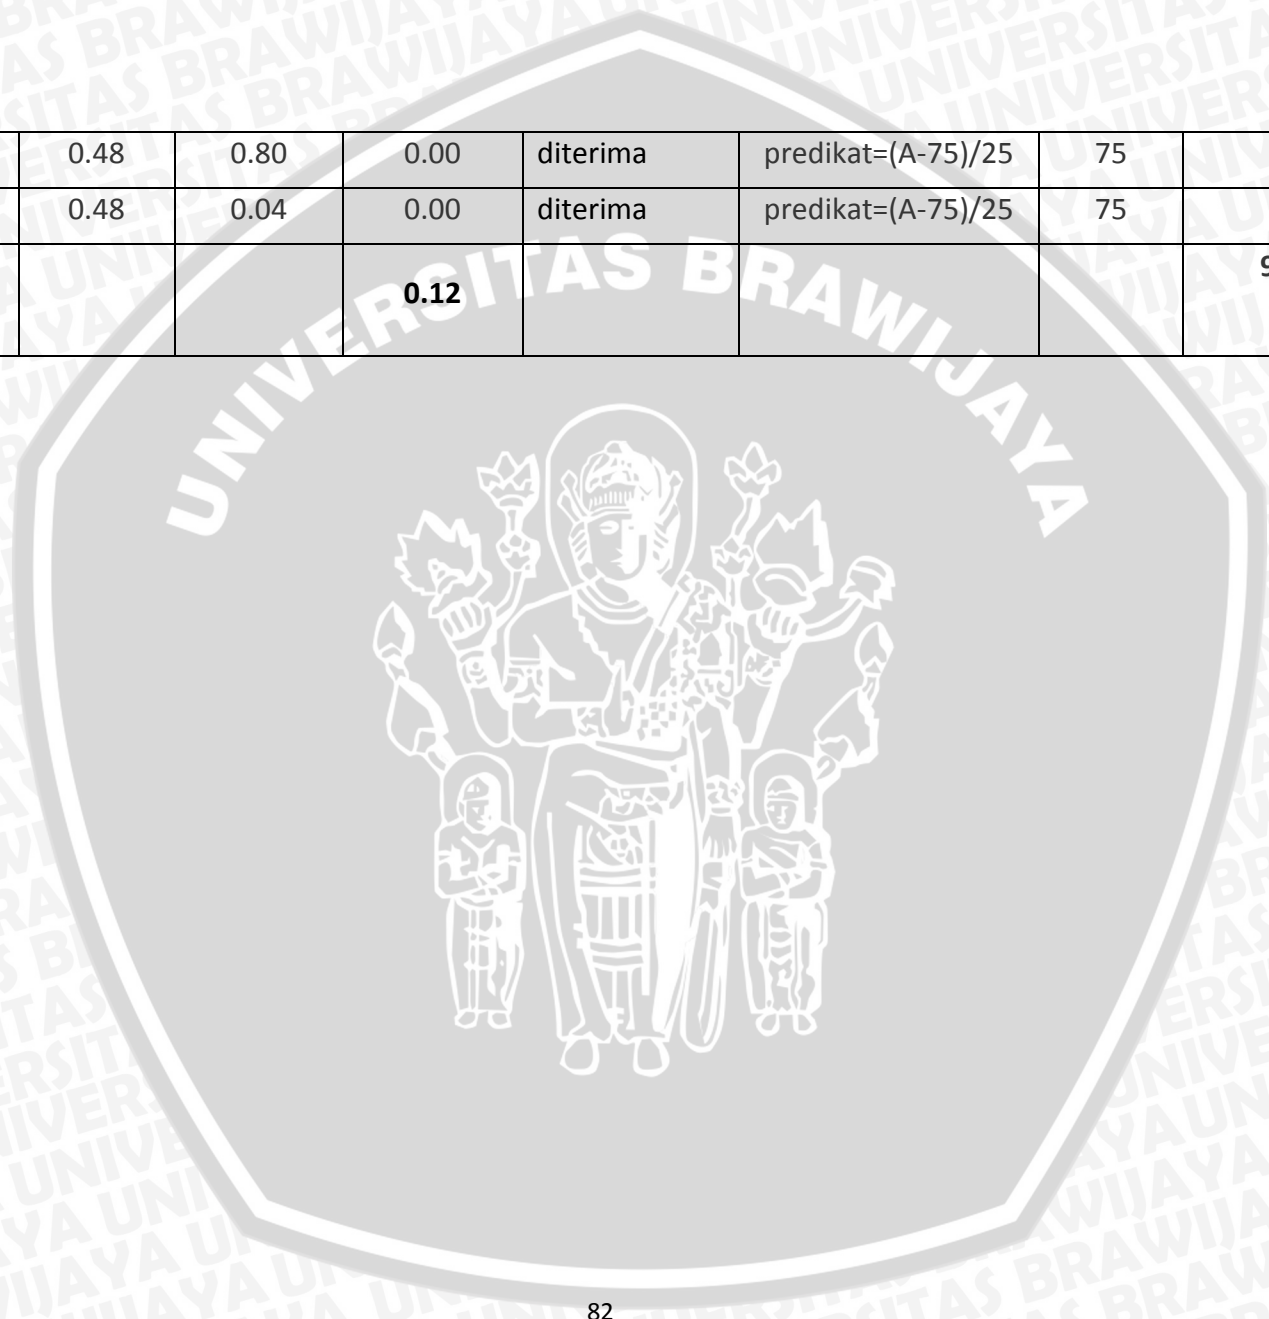 0.48 0.80 0.00 diterima predikat=(A-75)/25 75
0.48 0.04 0.00 diterima predikat=(A-75)/25 75
0.12 9
UNIVERSITAS BRAWIJAYA
82